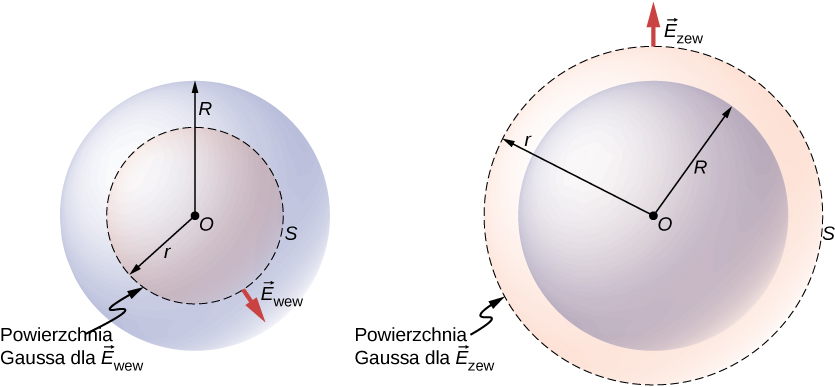 R
O
r
S
E⃗wew
Powierzchnia
Gaussa dla E⃗wew
E⃗zew
r
R
O
S
Powierzchnia
Gaussa dla E⃗zew